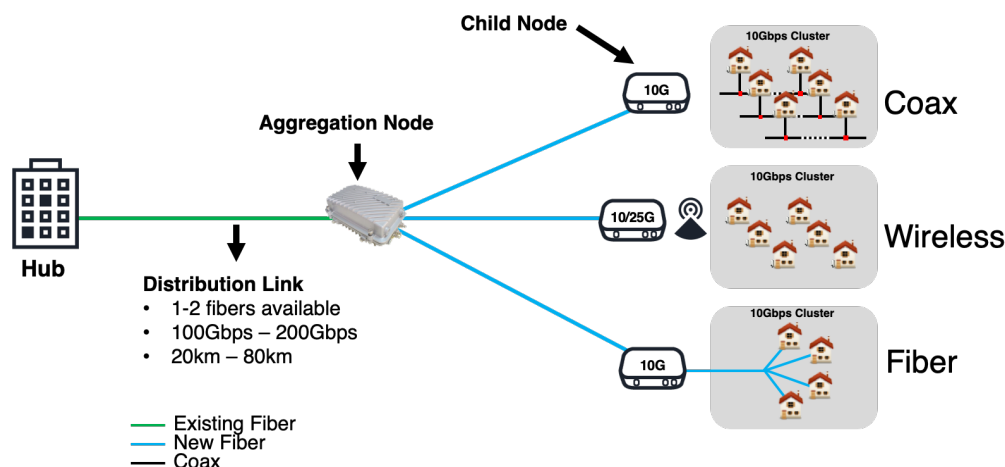 Child Node
10Gbps Cluster
10G
Coax
Aggregation Node
10Gbps Cluster
10/25G
Wireless
Hub
Distribution Link
• 1-2 fibers available
• 100Gbps – 200Gbps
• 20km – 80km
10Gbps Cluster
10G
Fiber
Existing Fiber
New Fiber
Coax